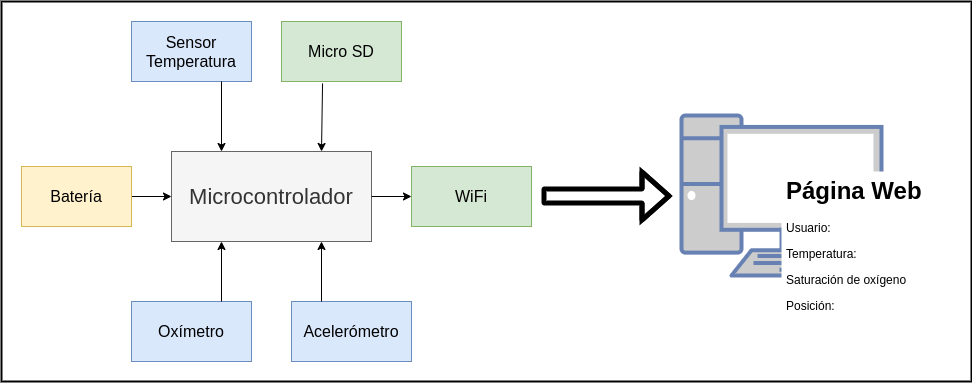 Sensor
Temperatura
Micro SD
Batería
Microcontrolador
WiFi
Oxímetro
Acelerómetro
Página Web
Usuario:
Temperatura:
Saturación de oxígeno
Posición: